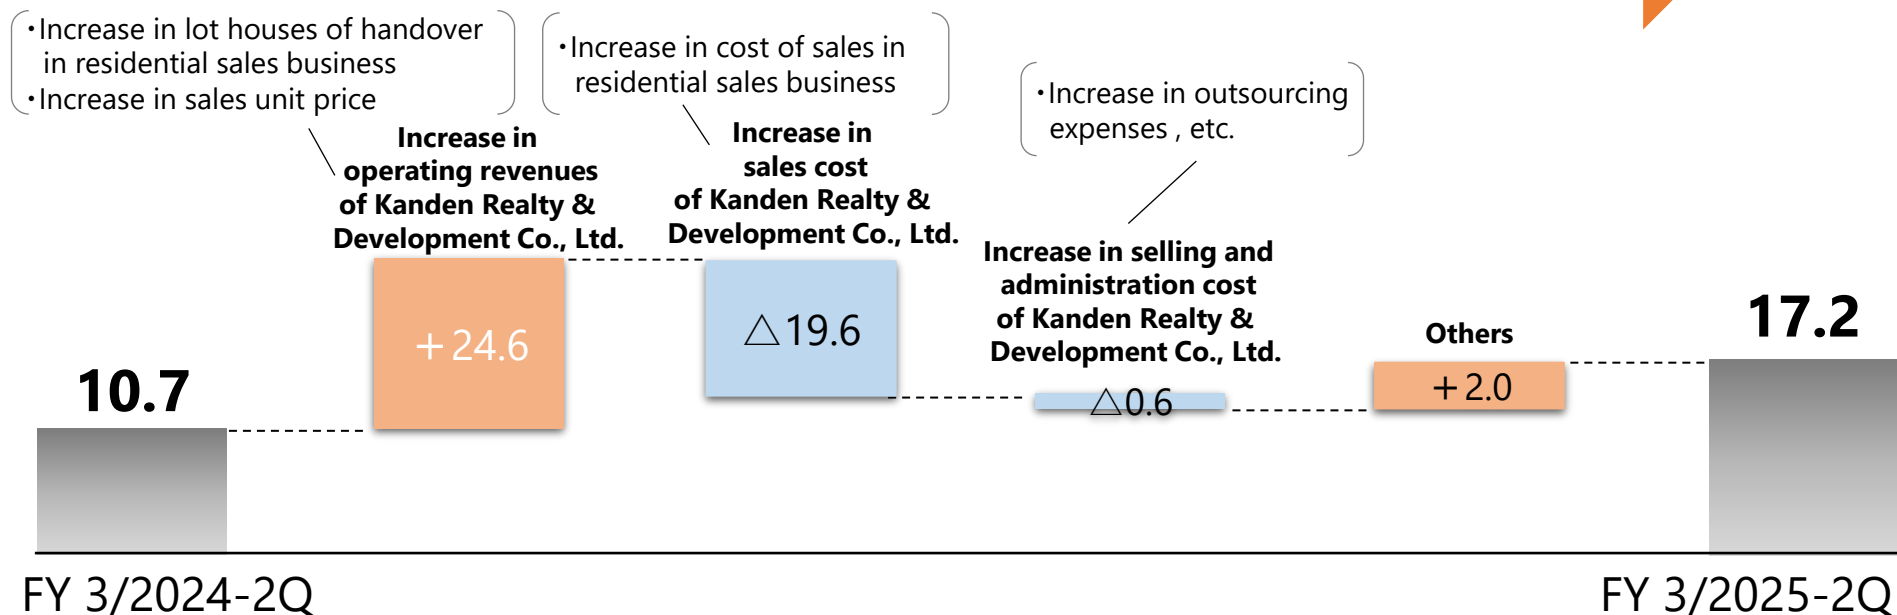 ・Increase in lot houses of handover
in residential sales business
・Increase in sales unit price
・Increase in cost of sales in
residential sales business
・Increase in outsourcing
expenses , etc.
Increase in
operating revenues
of Kanden Realty &
Development Co., Ltd.
Increase in
sales cost
of Kanden Realty &
Development Co., Ltd.
Increase in selling and
administration cost
of Kanden Realty &
Development Co., Ltd.
Others
10.7
+24.6
△19.6
△0.6
+2.0
17.2
FY 3/2024-2Q
FY 3/2025-2Q